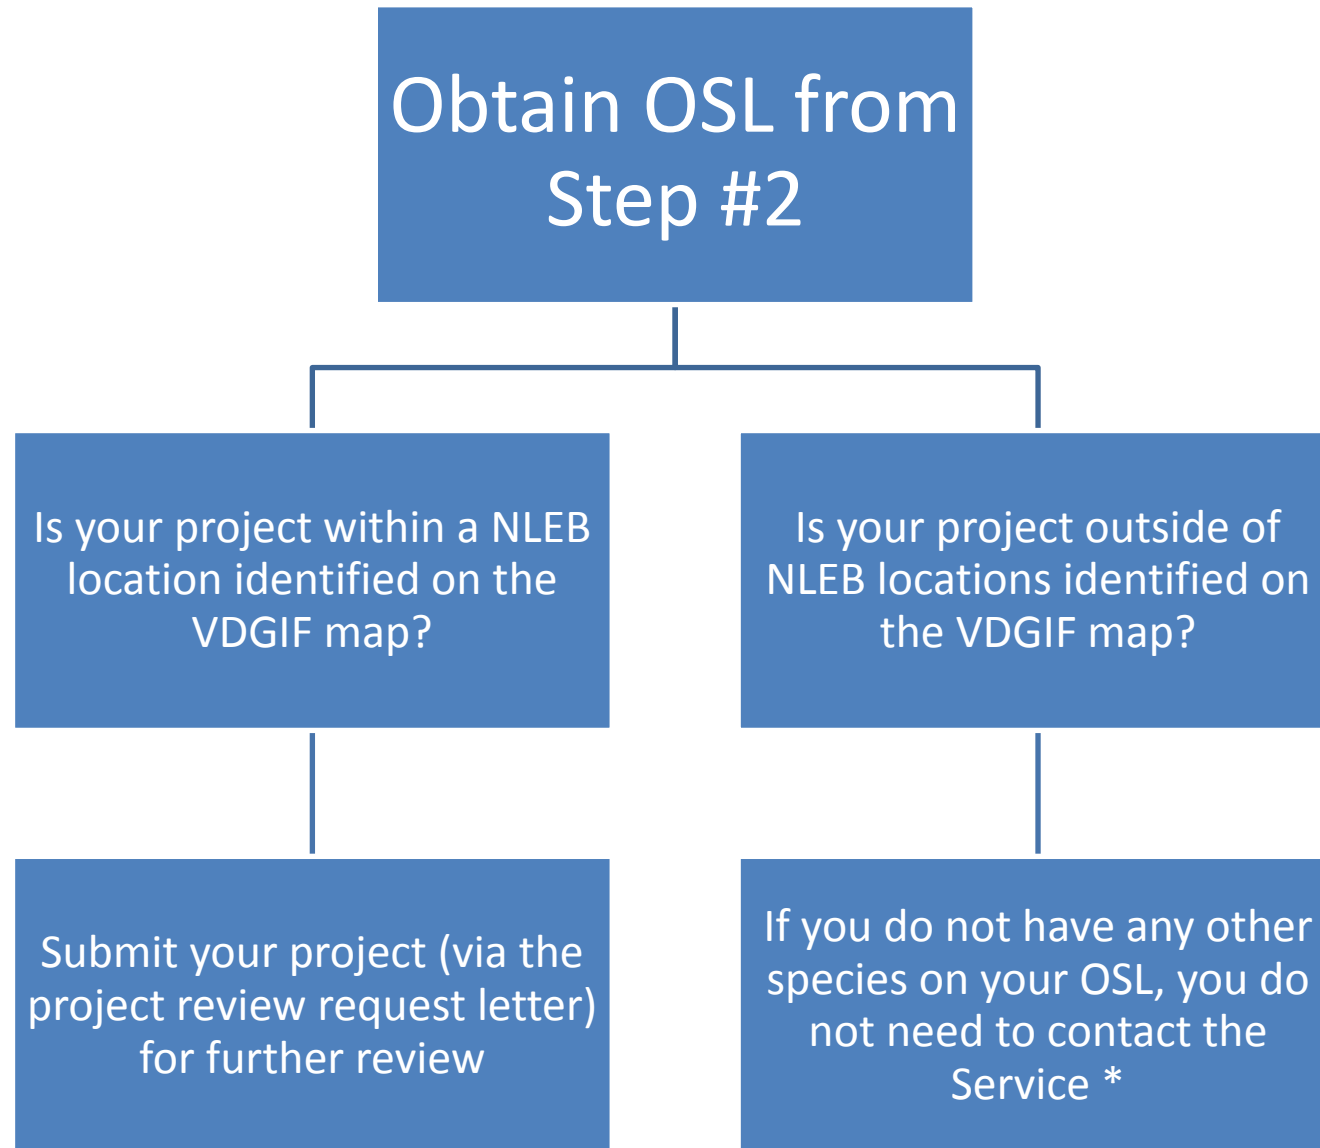 Obtain OSL from
Step #2
Is your project within a NLEB
location identified on the
VDGIF map?
Is your project outside of
NLEB locations identified on
the VDGIF map?
Submit your project (via the
project review request letter)
for further review
If you do not have any other
species on your OSL, you do
not need to contact the
Service *